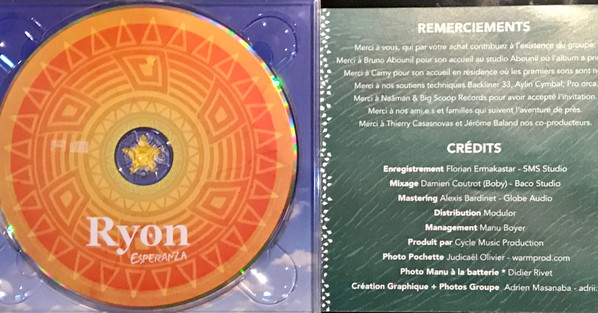 Ryon
ESPERANZA
REMERCIEMENTS
Merci à vous, qui par votre achat contribuez à l'existence du groupe.
Merci à Bruno Abounil pour son accueil au studio Abounil où l'album a
Merci à Camy pour son accueil en résidence où les premiers sons sont
Merci à nos soutiens techniques Backliner 33, Aylin Cymbal, Pro orca.
Merci à Naâman & Big Scoop Records pour avoir accepté l'invitation.
Merci à nos ami.e.s et familles qui suivent l'aventure de près.
Merci à Thierry Casasnovas et Jérôme Baland nos co-producteurs.
CRÉDITS
Enregistrement Florian Ermakastar - SMS Studio
Mixage Damien Coutrot (Boby) - Baco Studio
Mastering Alexis Bardinet - Globe Audio
Distribution Modulor
Management Manu Boyer
Produit par Cycle Music Production
Photo Pochette Judicaël Olivier - warmprod.com
Photo Manu à la batterie * Didier Rivet
Création Graphique + Photos Groupe Adrien Masanaba - adrii